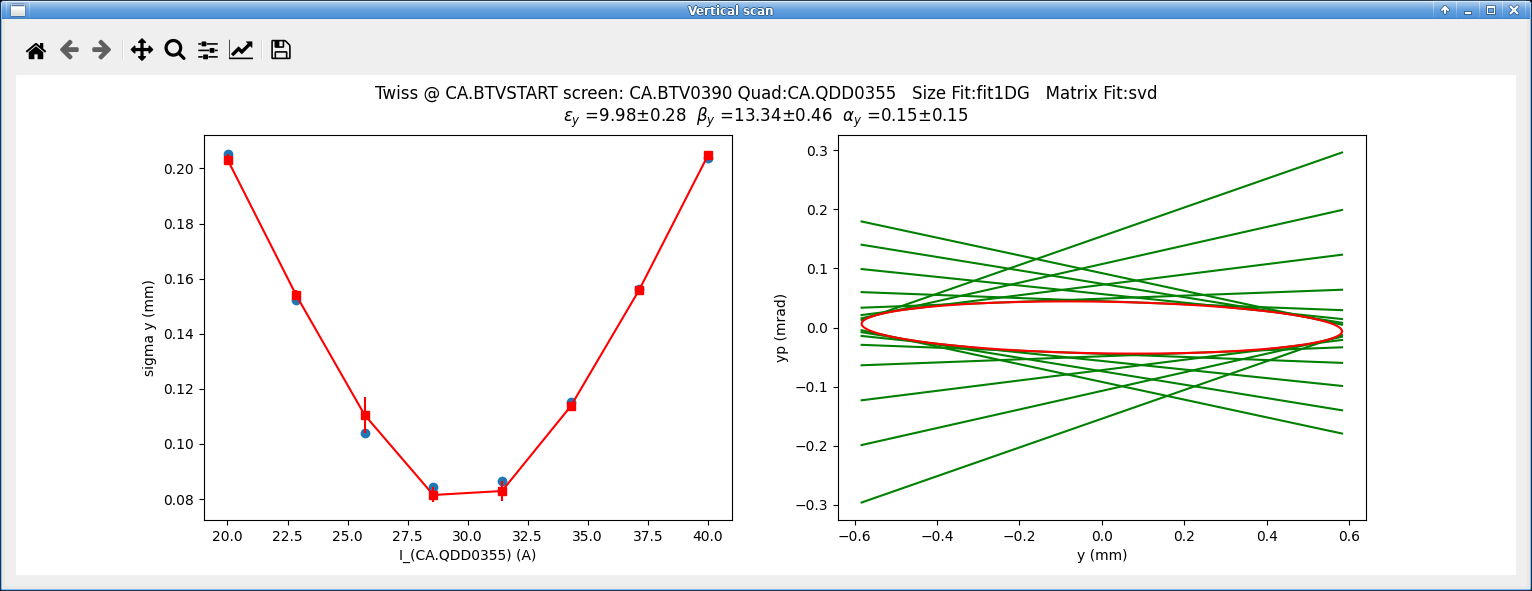 Vertical scan
Twiss @ CA.BTVSTART screen: CA.BTV0390 Quad:CA.QDD0355   Size Fit:fit1DG   Matrix Fit:svd
εy =9.98±0.28  βy =13.34±0.46  αy =0.15±0.15
0.20
0.18
0.16
0.14
0.12
0.10
0.08
sigma y (mm)
20.0 22.5 25.0 27.5 30.0 32.5 35.0 37.5 40.0
I_(CA.QDD0355) (A)
0.3
0.2
0.1
0.0
−0.1
−0.2
−0.3
yp (mrad)
−0.6 −0.4 −0.2 0.0 0.2 0.4 0.6
y (mm)